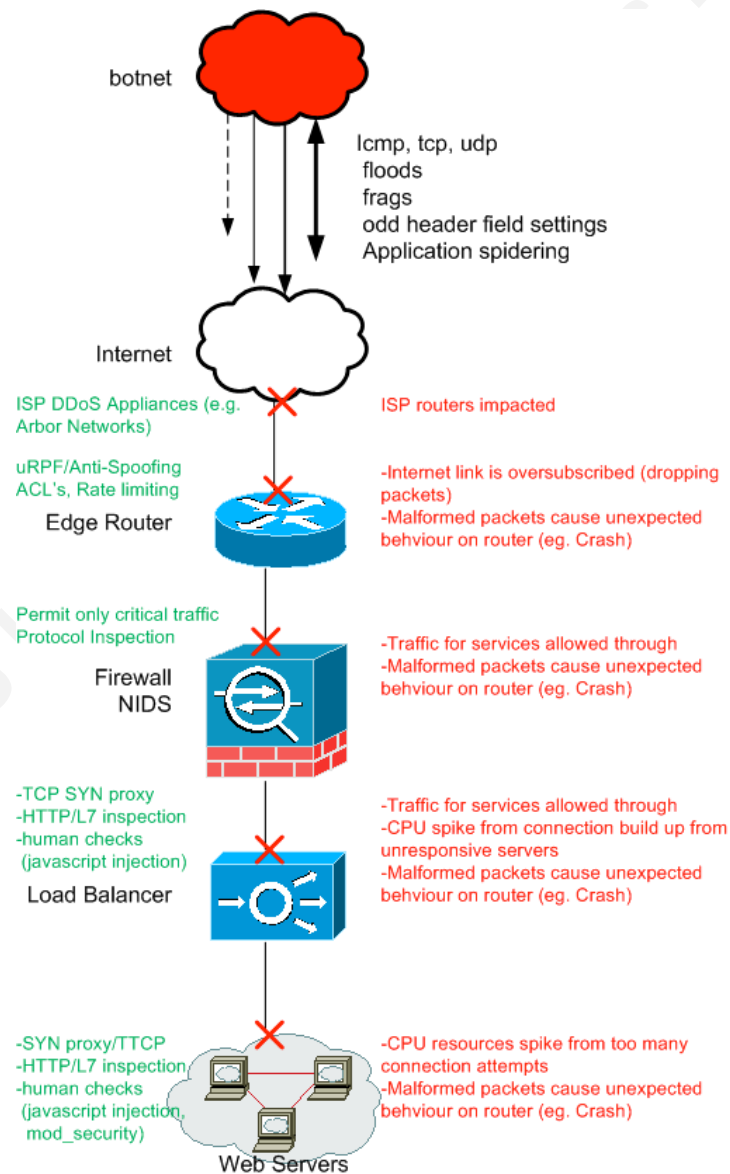 botnet
Icmp, tcp, udp
floods
frags
odd header field settings
Application spidering
Internet
ISP DDoS Appliances (e.g.
Arbor Networks)
ISP routers impacted
uRPF/Anti-Spoofing
ACL's, Rate limiting
Edge Router
-Internet link is oversubscribed (dropping
packets)
-Malformed packets cause unexpected
behviour on router (eg. Crash)
Permit only critical traffic
Protocol Inspection
Firewall
NIDS
-Traffic for services allowed through
-Malformed packets cause unexpected
behviour on router (eg. Crash)
-TCP SYN proxy
-HTTP/L7 inspection
-human checks
(javascript injection)
Load Balancer
-Traffic for services allowed through
-CPU spike from connection build up from
unresponsive servers
-Malformed packets cause unexpected
behviour on router (eg. Crash)
-SYN proxy/TTCP
-HTTP/L7 inspection
-human checks
(javascript injection,
mod_security)
-CPU resources spike from too many
connection attempts
-Malformed packets cause unexpected
behviour on router (eg. Crash)
Web Servers